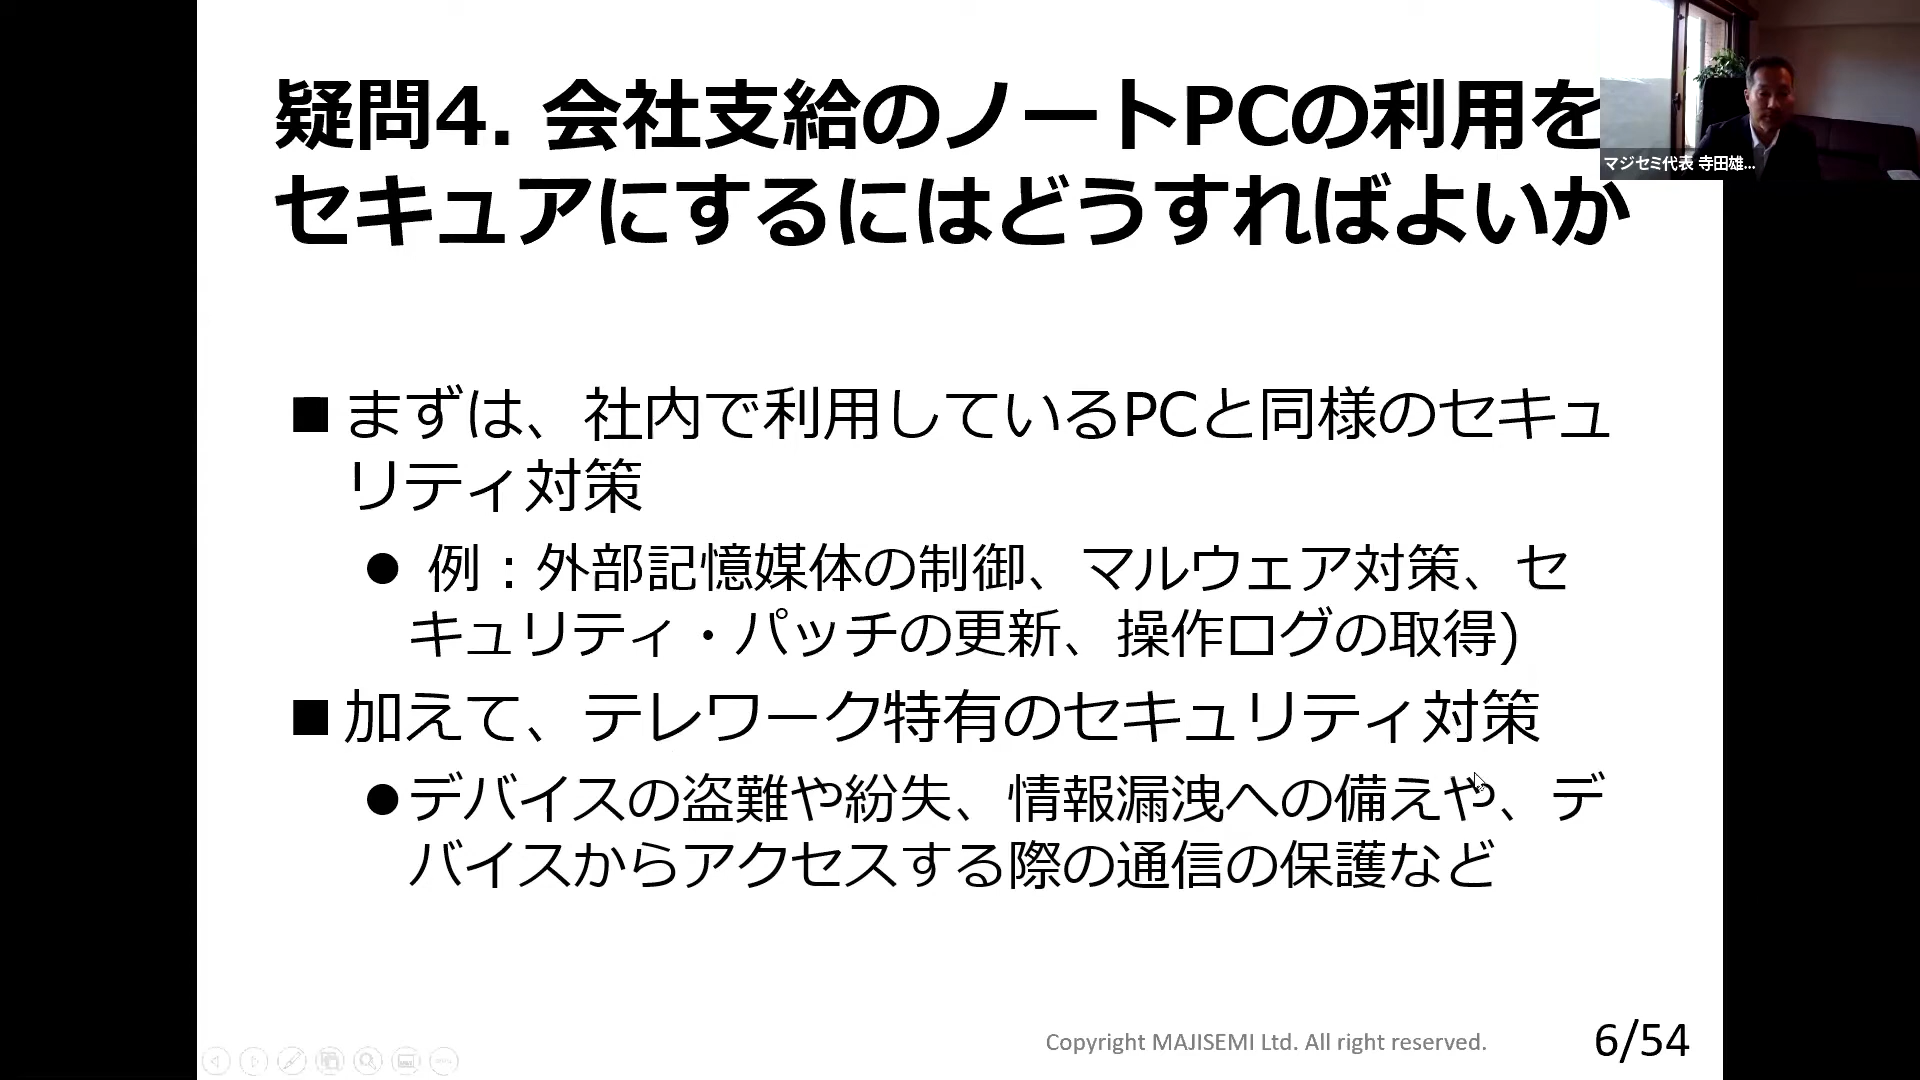 疑問4. 会社支給のノートPCの利用を
セキュアにするにはどうすればよいか
マジセミ代表 寺田雄...
■まずは、社内で利用しているPCと同様のセキュ
リティ対策
● 例：外部記憶媒体の制御、マルウェア対策、セ
キュリティ・パッチの更新、操作ログの取得)
■加えて、テレワーク特有のセキュリティ対策
●デバイスの盗難や紛失、情報漏洩への備えや、デ
バイスからアクセスする際の通信の保護など
Copyright MAJISEMI Ltd. All right reserved.
6/54